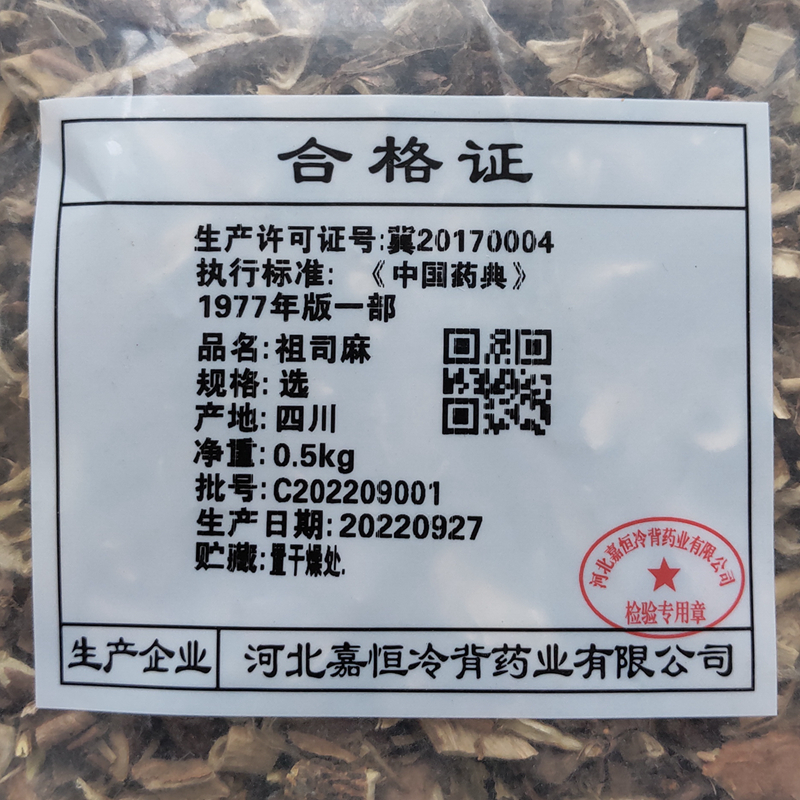 合格证
生产许可证号:冀20170004
执行标准:《中国药典》
1977年版一部
品名:祖司麻
规格:选
产地:四川
净重:0.5kg
批号:C202209001
生产日期:20220927
贮藏:置干燥处.
河北嘉恒冷背药业有限公司
检验专用章
生产企业 河北嘉恒冷背药业有限公司